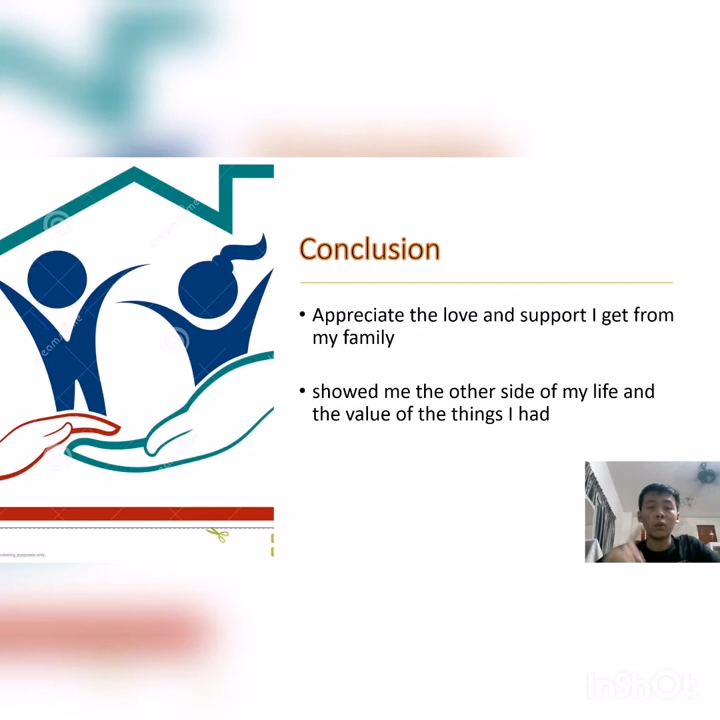 Conclusion
• Appreciate the love and support I get from
my family
• showed me the other side of my life and
the value of the things I had
InShOt